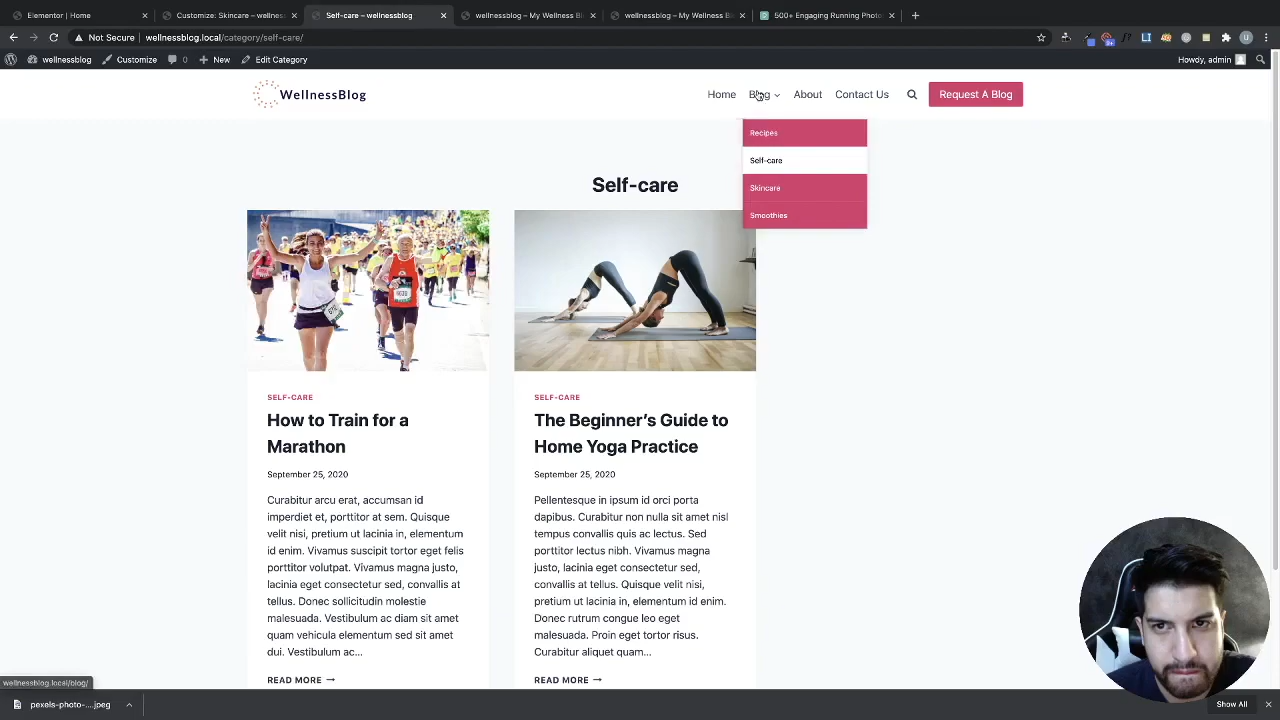 Elementor | Home
Customize: Skincare – wellness
Self-care – wellnessblog
wellnessblog – My Wellness Bl
wellnessblog – My Wellness Ba
500+ Engaging Running Photo
Not Secure | wellnessblog.local/category/self-care/
wellnessblog
Customize
0
New
Edit Category
Howdy, admin
WellnessBlog
Home
Blog
About
Contact Us
Request A Blog
Recipes
Self-care
Skincare
Smoothies
Self-care
SELF-CARE
How to Train for a
Marathon
September 25, 2020
Curabitur arcu erat, accumsan id
imperdiet et, porttitor at sem. Quisque
velit nisi, pretium ut lacinia in, elementum
id enim. Vivamus suscipit tortor eget felis
porttitor volutpat. Vivamus magna justo,
lacinia eget consectetur sed, convallis at
tellus. Donec sollicitudin molestie
malesuada. Vestibulum ac diam sit amet
quam vehicula elementum sed sit amet
dui. Vestibulum ac...
READ MORE
SELF-CARE
The Beginner's Guide to
Home Yoga Practice
September 25, 2020
Pellentesque in ipsum id orci porta
dapibus. Curabitur non nulla sit amet nisl
tempus convallis quis ac lectus. Sed
porttitor lectus nibh. Vivamus magna
justo, lacinia eget consectetur sed,
convallis at tellus. Quisque velit nisi,
pretium ut lacinia in, elementum id enim.
Donec rutrum congue leo eget
malesuada. Proin eget tortor risus.
Curabitur aliquet quam...
READ MORE
wellnessblog.local/blog/
pexels-photo-....jpeg
Show All